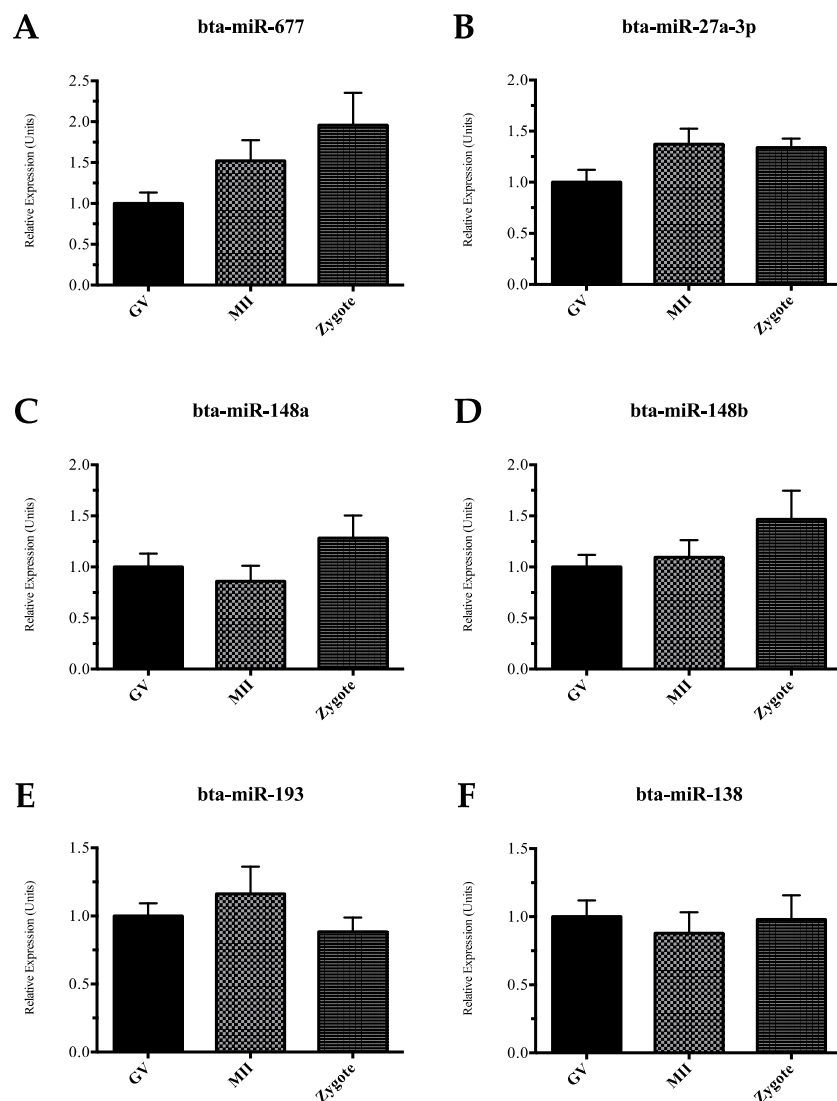 A
bta-miR-677
Relative Expression (Units)
2.5
2.0
1.5
1.0
0.5
0.0
GV
MII
Zygote
B
bta-miR-27a-3p
Relative Expression (Units)
2.0
1.5
1.0
0.5
0.0
GV
MII
Zygote
C
bta-miR-148a
Relative Expression (Units)
2.0
1.5
1.0
0.5
0.0
GV
MII
Zygote
D
bta-miR-148b
Relative Expression (Units)
2.0
1.5
1.0
0.5
0.0
GV
MII
Zygote
E
bta-miR-193
Relative Expression (Units)
1.5
1.0
0.5
0.0
GV
MII
Zygote
F
bta-miR-138
Relative Expression (Units)
1.5
1.0
0.5
0.0
GV
MII
Zygote